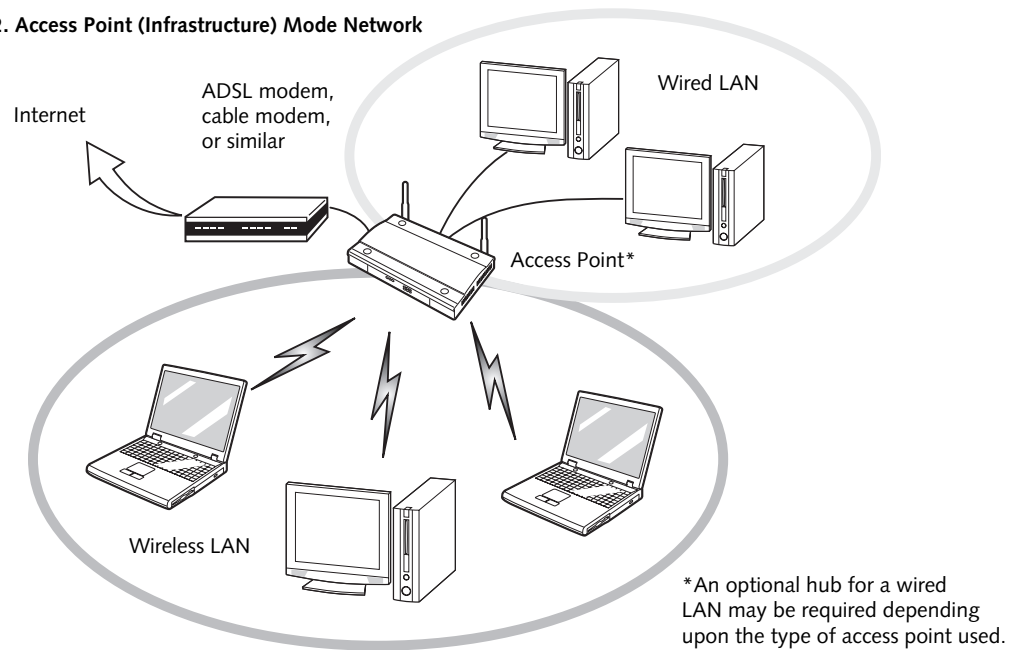 2. Access Point (Infrastructure) Mode Network
Internet
ADSL modem,
cable modem,
or similar
Wired LAN
Access Point*
Wireless LAN
*An optional hub for a wired
LAN may be required depending
upon the type of access point used.